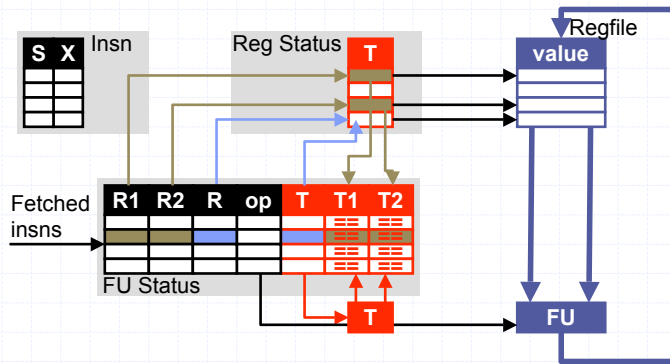 Insn
Reg Status
Regfile
S X
T
value
R1 R2 R op T T1 T2
Fetched
insns
FU Status
T
FU